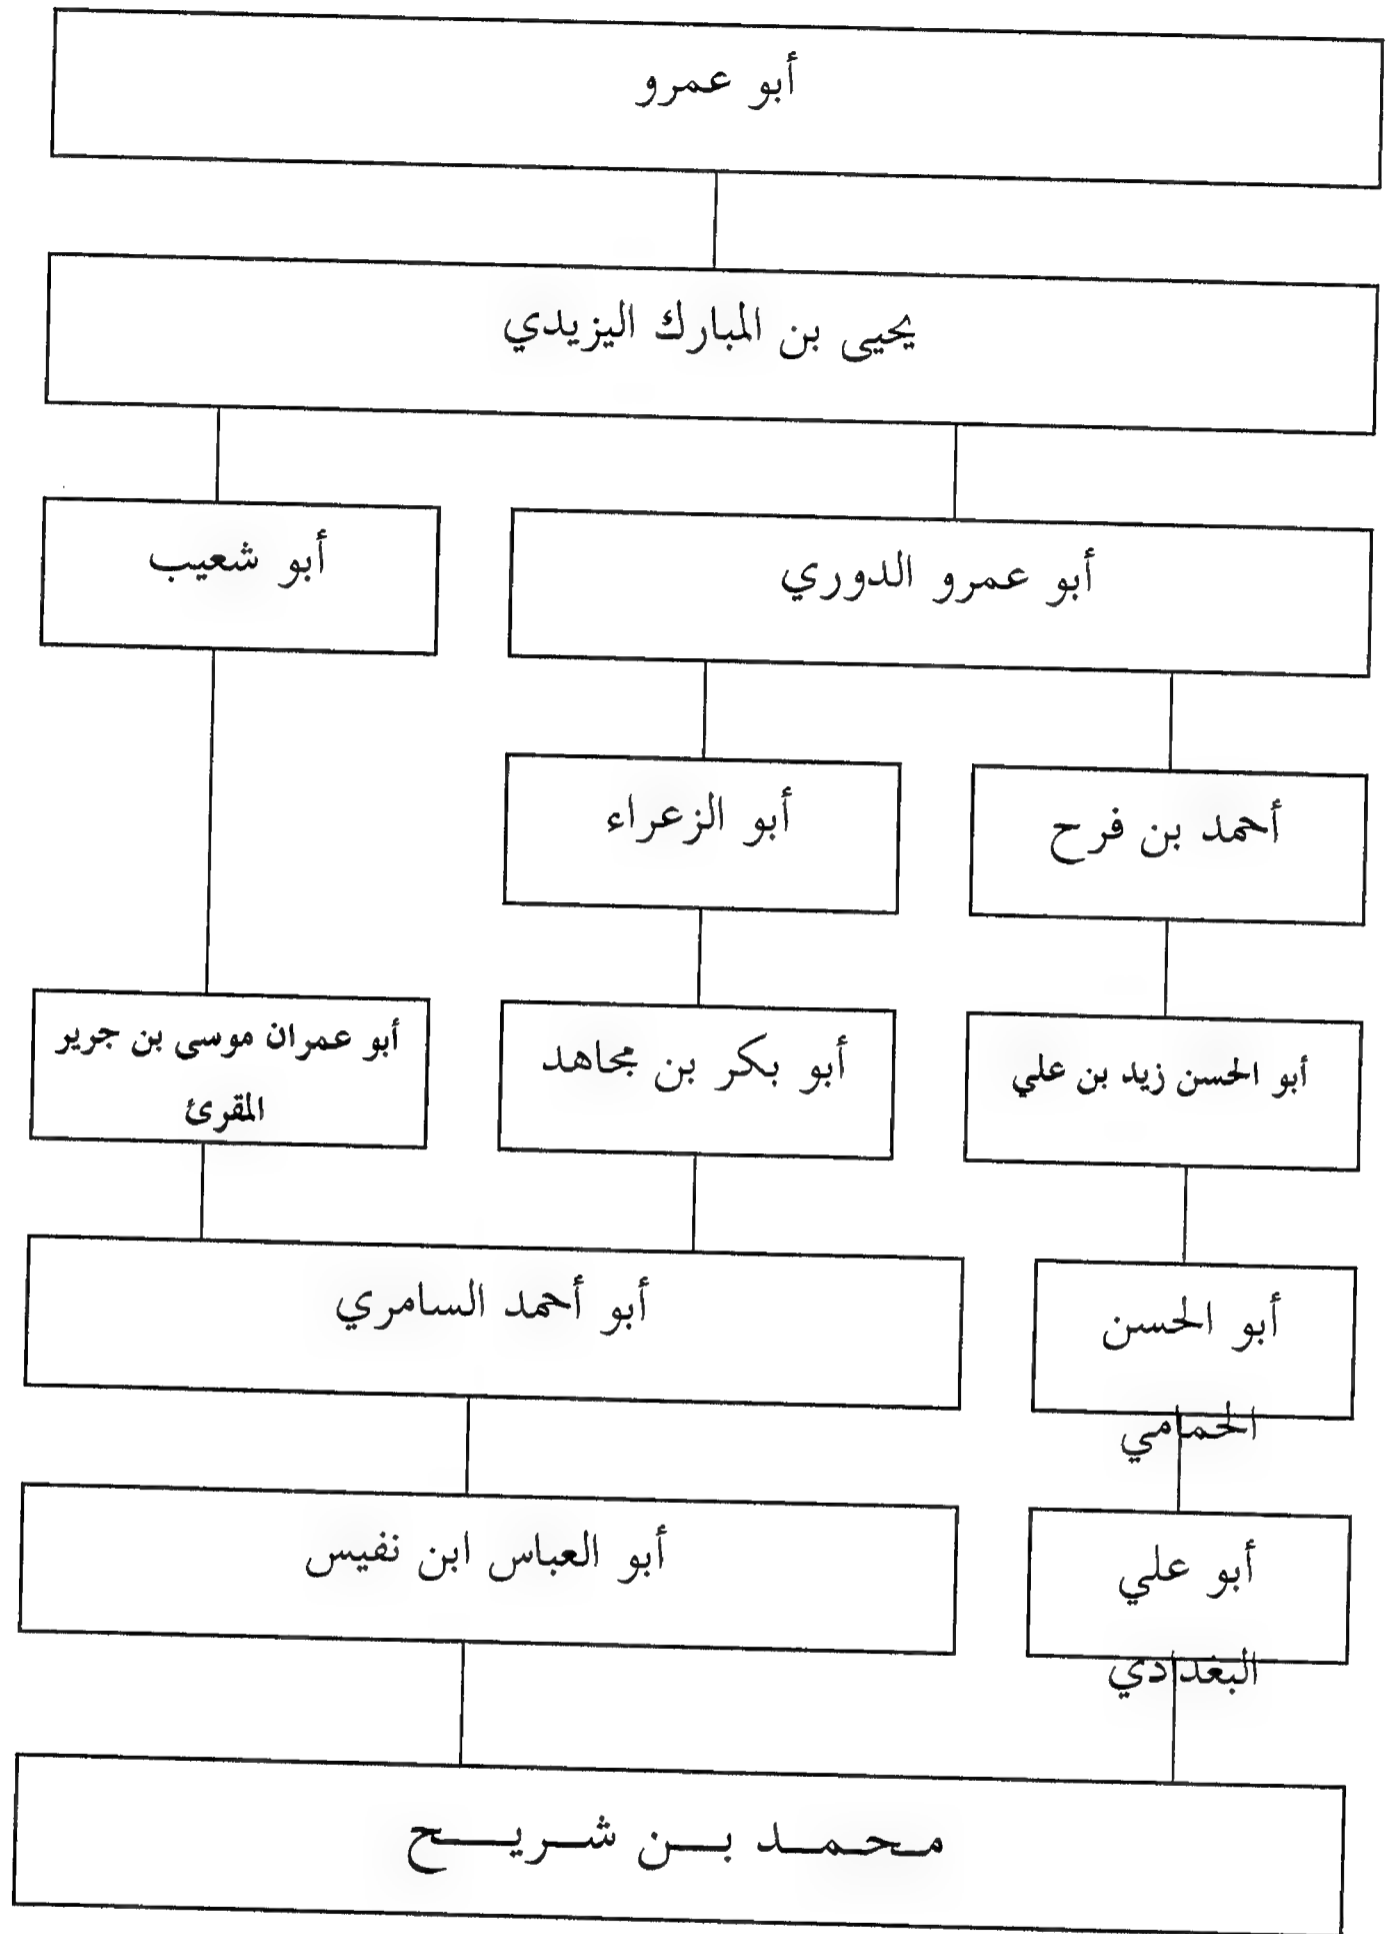 أبو عمرو
يحيى بن المبارك اليزيدي
أبو عمرو الدوري
أبو شعيب
أحمد بن فرح
أبو الزعراء
أبو الحسن زيد بن علي
أبو بكر بن مجاهد
أبو عمران موسى بن جرير
المقرئ
أبو الحسن
الحمامي
أبو أحمد السامري
أبو علي
البغدادي
أبو العباس ابن نفيس
محمد بن شريح